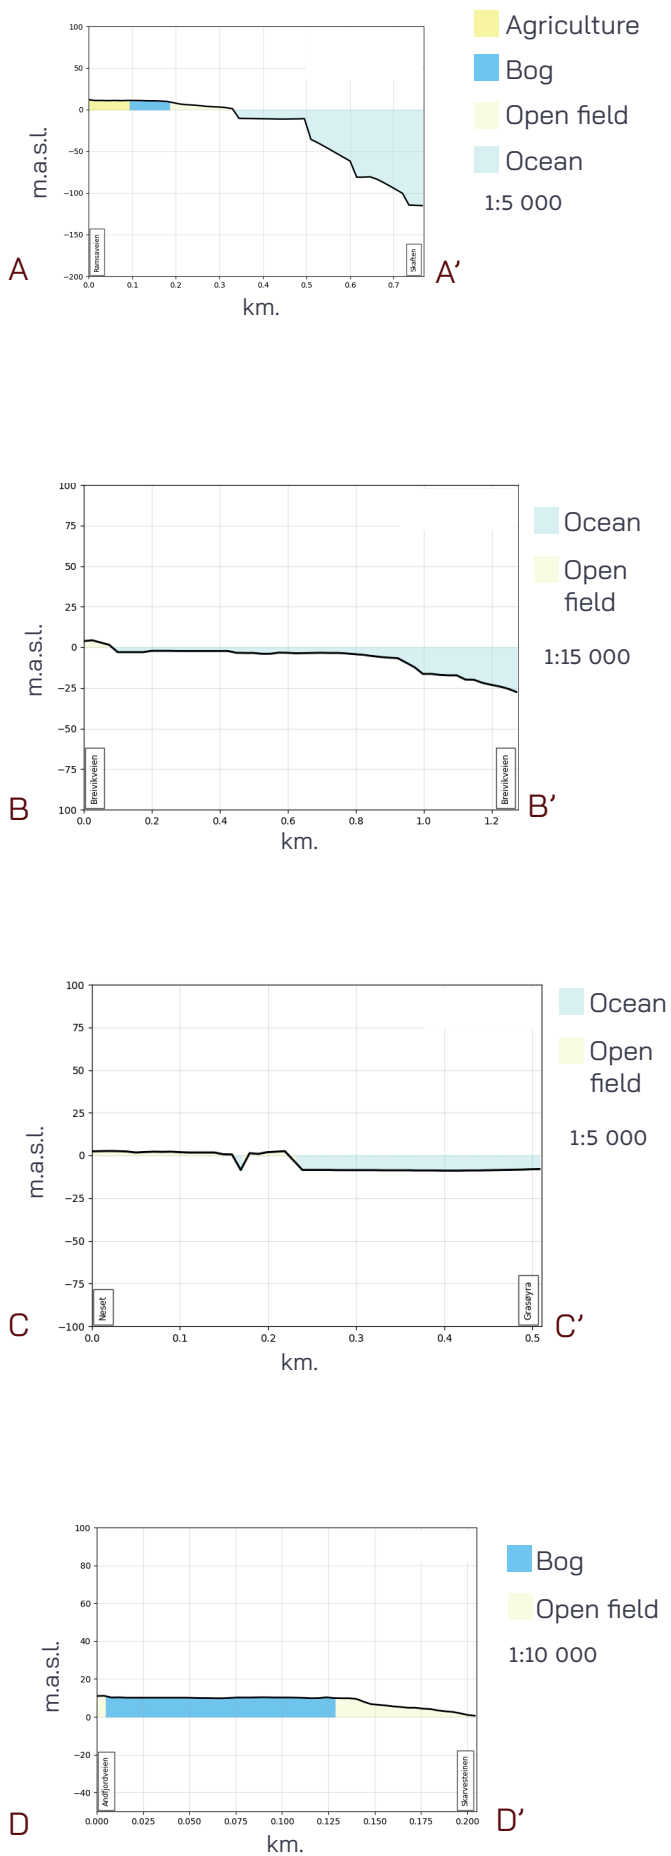 Agriculture
Bog
Open field
Ocean
1:5 000
100
50
0
−50
−100
−150
−200
m.a.s.l.
Ramsaveien
Skaften
A
A’
0.0 0.1 0.2 0.3 0.4 0.5 0.6 0.7
km.
100
75
50
25
0
−25
−50
−75
100
m.a.s.l.
Ocean
Open
field
1:15 000
Breivikveien
Breivikveien
B
B’
0.0 0.2 0.4 0.6 0.8 1.0 1.2
km.
100
75
50
25
0
−25
−50
−75
−100
m.a.s.l.
Ocean
Open
field
1:5 000
Neset
Grasøyra
C
C’
0.0 0.1 0.2 0.3 0.4 0.5
km.
100
80
60
40
20
0
−20
−40
m.a.s.l.
Bog
Open field
1:10 000
Andfjordveien
Skarvesteinen
D
D’
0.000 0.025 0.050 0.075 0.100 0.125 0.150 0.175 0.200
km.